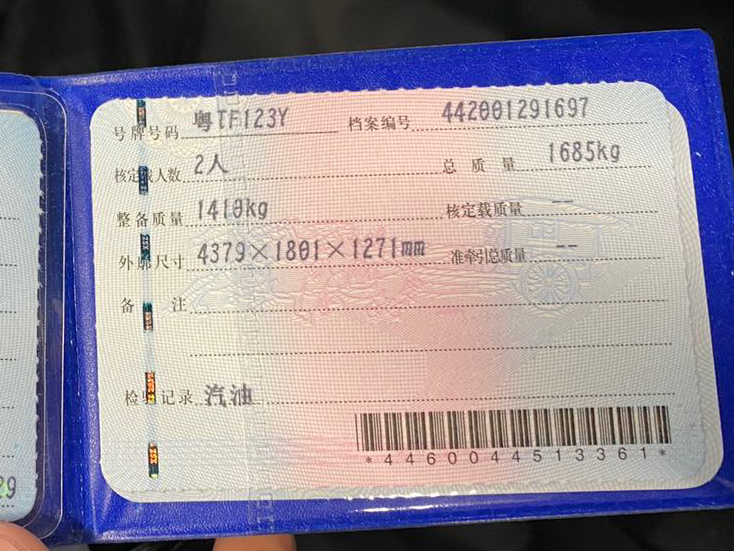 号牌号码 粤TF123Y 档案编号 442001291697
核定载人数 2人 总质量 1685kg
整备质量 1410kg 核定载质量 --
外廓尺寸 4379×1801×1271mm 准牵引总质量 --
备注
检验记录 汽油
*4460044513361*
29